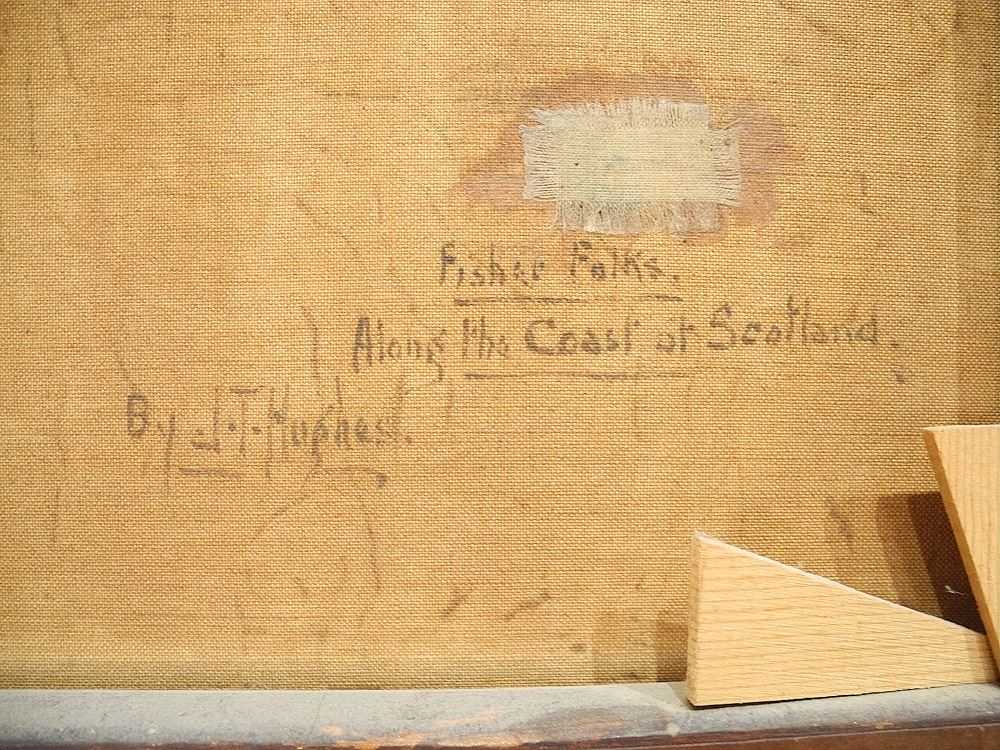 Fisher Folks.
Along the Coast of Scotland.
By J.T. Hughes.